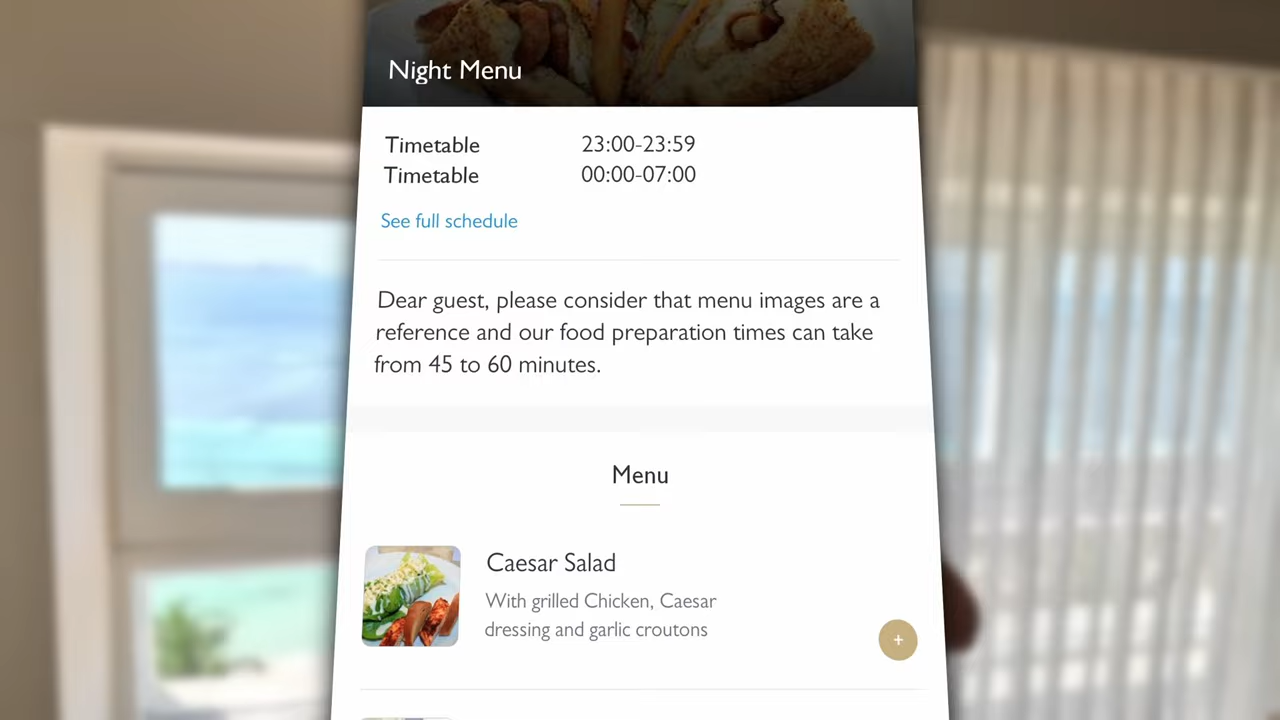 Night Menu
Timetable 23:00-23:59
Timetable 00:00-07:00
See full schedule
Dear guest, please consider that menu images are a
reference and our food preparation times can take
from 45 to 60 minutes.
Menu
Caesar Salad
With grilled Chicken, Caesar
dressing and garlic croutons
+